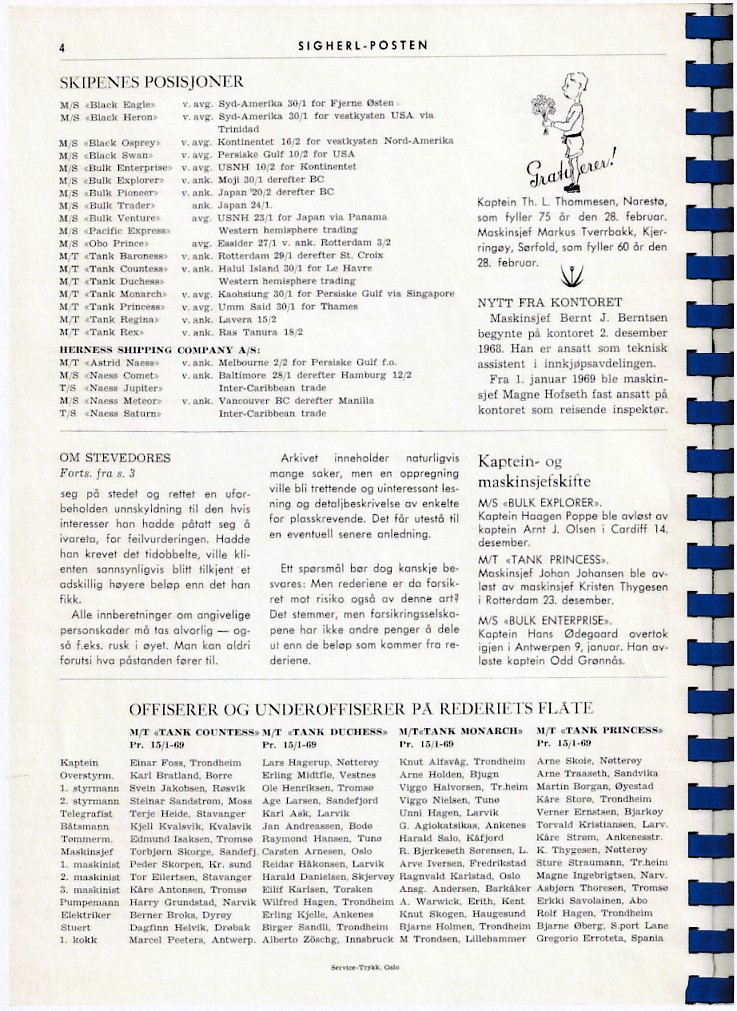 4
SIGHERL-POSTEN
SKIPENES POSISJONER
M/S «Black Eagle» v. avg. Syd-Amerika 30/1 for Fjerne Østen
M/S «Black Heron» v. avg. Syd-Amerika 30/1 for vestkysten USA via
Trinidad
M/S «Black Osprey» v. avg. Kontinentet 16/2 for vestkysten Nord-Amerika
M/S «Black Swan» v. avg. Persiske Gulf 10/2 for USA
M/S «Bulk Enterprise» v. avg. USNH 10/2 for Kontinentet
M/S «Bulk Explorer» v. ank. Moji 30/1 derefter BC
M/S «Bulk Pioneer» v. ank. Japan 20/2 derefter BC
M/S «Bulk Trader» ank. Japan 24/1.
M/S «Bulk Venture» avg. USNH 23/1 for Japan via Panama
M/S «Pacific Express» Western hemisphere trading
M/S «Obo Prince» avg. Essider 27/1 v. ank. Rotterdam 3/2
M/T «Tank Baroness» v. ank. Rotterdam 29/1 derefter St. Croix
M/T «Tank Countess» v. ank. Halul Island 30/1 for Le Havre
M/T «Tank Duchess» Western hemisphere trading
M/T «Tank Monarch» v. avg. Kaohsiung 30/1 for Persiske Gulf via Singapore
M/T «Tank Princess» v. avg. Umm Said 30/1 for Thames
M/T «Tank Regina» v. ank. Lavera 15/2
M/T «Tank Rex» v. ank. Ras Tanura 18/2
HERNESS SHIPPING COMPANY A/S:
M/T «Astrid Naess» v. ank. Melbourne 2/2 for Persiske Gulf f.o.
M/S «Naess Comet» v. ank. Baltimore 28/1 derefter Hamburg 12/2
T/S «Naess Jupiter» Inter-Caribbean trade
M/S «Naess Meteor» v. ank. Vancouver BC derefter Manilla
T/S «Naess Saturn» Inter-Caribbean trade
Gratulerer!
Kaptein Th. L. Thommesen, Narestø,
som fyller 75 år den 28. februar.
Maskinsjef Markus Tverrbakk, Kjer-
ringøy, Sørfold, som fyller 60 år den
28. februar.
NYTT FRA KONTORET
Maskinsjef Bernt J. Berntsen
begynte på kontoret 2. desember
1968. Han er ansatt som teknisk
assistent i innkjøpsavdelingen.
Fra 1. januar 1969 ble maskin-
sjef Magne Hofseth fast ansatt på
kontoret som reisende inspektør.
OM STEVEDORES
Forts. fra s. 3
seg på stedet og rettet en ufor-
beholden unnskyldning til den hvis
interesser han hadde påtatt seg å
ivareta, for feilvurderingen. Hadde
han krevet det tidobbelte, ville kli-
enten sannsynligvis blitt tilkjent et
adskillig høyere beløp enn det han
fikk.
Alle innberetninger om angivelige
personskader må tas alvorlig — og-
så f.eks. rusk i øyet. Man kan aldri
forutsi hva påstanden fører til.
Arkivet inneholder naturligvis
mange saker, men en oppregning
ville bli trettende og uinteressant les-
ning og detaljbeskrivelse av enkelte
for plasskrevende. Det får utestå til
en eventuell senere anledning.
Ett spørsmål bør dog kanskje be-
svares: Men rederiene er da forsik-
ret mot risiko også av denne art?
Det stemmer, men forsikringsselska-
pene har ikke andre penger å dele
ut enn de beløp som kommer fra re-
deriene.
Kaptein- og
maskinsjefskifte
M/S «BULK EXPLORER».
Kaptein Haagen Poppe ble avløst av
kaptein Arnt J. Olsen i Cardiff 14.
desember.
M/T «TANK PRINCESS».
Maskinsjef Johan Johansen ble av-
løst av maskinsjef Kristen Thygesen
i Rotterdam 23. desember.
M/S «BULK ENTERPRISE».
Kaptein Hans Ødegaard overtok
igjen i Antwerpen 9, januar. Han av-
løste kaptein Odd Grønnås.
OFFISERER OG UNDEROFFISERER PÅ REDERIETS FLÅTE
M/T «TANK COUNTESS» M/T «TANK DUCHESS» M/T«TANK MONARCH» M/T «TANK PRINCESS»
Pr. 15/1-69 Pr. 15/1-69 Pr. 15/1-69 Pr. 15/1-69
Kaptein Einar Foss, Trondheim Lars Hagerup, Nøtterøy Knut Alfsvåg, Trondheim Arne Skoie, Nøtterøy
Overstyrm. Karl Bratland, Borre Erling Midtflø, Vestnes Arne Holden, Bjugn Arne Traaseth, Sandvika
1. styrmann Svein Jakobsen, Røsvik Ole Henriksen, Tromsø Viggo Halvorsen, Tr.heim Martin Borgan, Øyestad
2. styrmann Steinar Sandstrøm, Moss Age Larsen, Sandefjord Viggo Nielsen, Tunø Kåre Storø, Trondheim
Telegrafist Terje Heide, Stavanger Kari Ask, Larvik Unni Hagen, Larvik Verner Ernstsen, Bjarkøy
Båtsmann Kjell Kvalsvik, Kvalsvik Jan Andreassen, Bodø G. Agiokatsikas, Ankenes Torvald Kristiansen, Larv.
Tømmerm. Edmund Isaksen, Tromsø Raymond Hansen, Tunø Harald Salo, Kåfjord Kåre Strøm, Ankenesstr.
Maskinsjef Torbjørn Skorge, Sandefj. Carsten Arnesen, Oslo R. Bjerkeseth Sørensen, L. K. Thygesen, Nøtterøy
1. maskinist Peder Skorpen, Kr. sund Reidar Håkonsen, Larvik Arve Iversen, Fredrikstad Sture Straumann, Tr.heim
2. maskinist Tor Eilertsen, Stavanger Harald Danielsen, Skjervøy Ragnvald Karlstad, Oslo Magne Ingebrigtsen, Narv.
3. maskinist Kåre Antonsen, Tromsø Eilif Karlsen, Torsken Ansg. Andersen, Barkåker Asbjørn Thoresen, Tromsø
Pumpemann Harry Grundstad, Narvik Wilfred Hagen, Trondheim A. Warwick, Erith, Kent Erkki Savolainen, Åbo
Elektriker Berner Broks, Dyrøy Erling Kjelle, Ankenes Knut Skogen, Haugesund Rolf Hagen, Trondheim
Stuert Dagfinn Helvik, Drøbak Birger Sandli, Trondheim Bjarne Holmen, Trondheim Bjarne Øberg, S.port Lane
1. kokk Marcel Peeters, Antwerp. Alberto Zöschg, Innsbruck M Trondsen, Lillehammer Gregorio Erroteta, Spania
Service-Trykk, Oslo